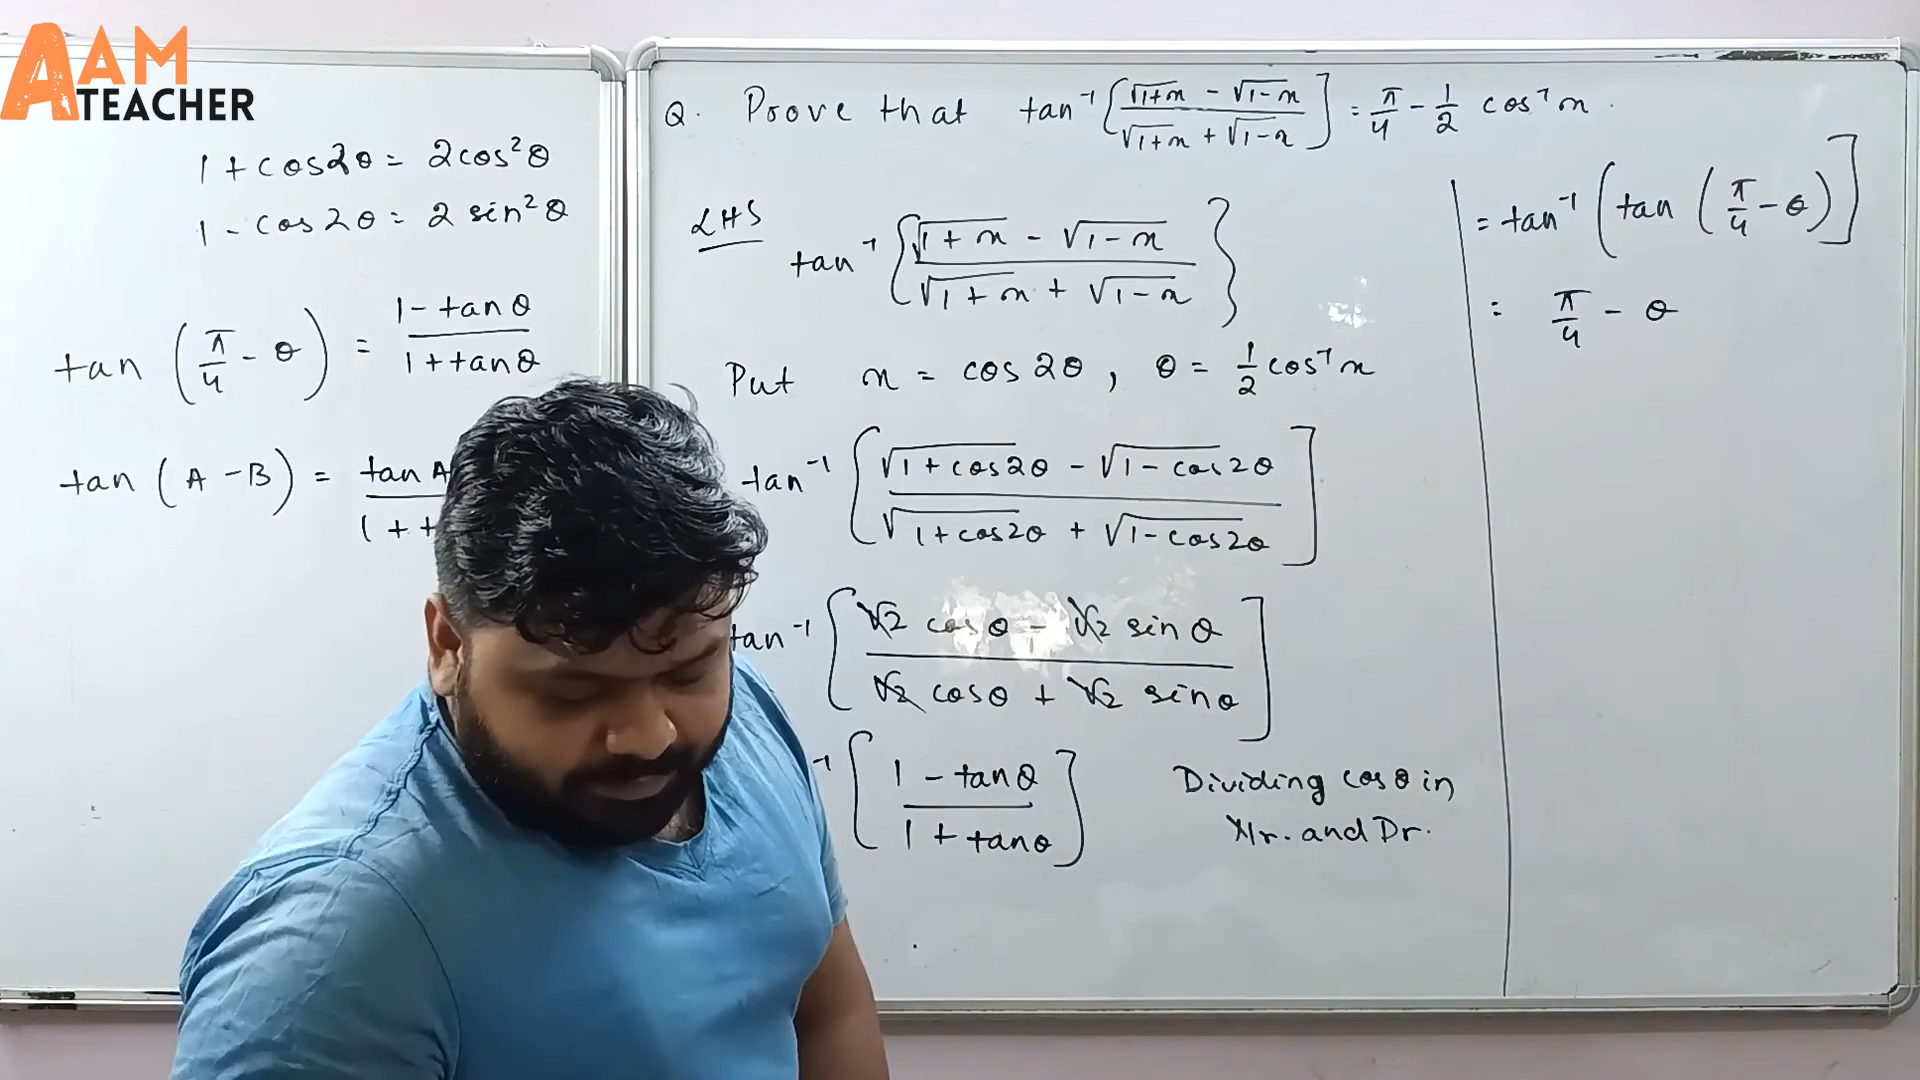 AAM
TEACHER
1 + cos2θ = 2cos²θ
1 - cos2θ = 2 sin²θ
tan (π/4 - θ) = (1 - tanθ)/(1 + tanθ)
tan (A - B) = tan A
1 +
Q. Prove that tan⁻¹[(√1+x - √1-x)/(√1+x + √1-x)] = π/4 - 1/2 cos⁻¹x.
LHS
tan⁻¹{(√1+x - √1-x)/(√1+x + √1-x)}
Put x = cos 2θ, θ = 1/2 cos⁻¹x
tan⁻¹[(√1+cos2θ - √1-cos2θ)/(√1+cos2θ + √1-cos2θ)]
tan⁻¹[(√2 cosθ - √2 sinθ)/(√2 cosθ + √2 sinθ)]
⁻¹[(1 - tanθ)/(1 + tanθ)] Dividing cosθ in
Nr. and Dr.
= tan⁻¹(tan (π/4 - θ)]
= π/4 - θ